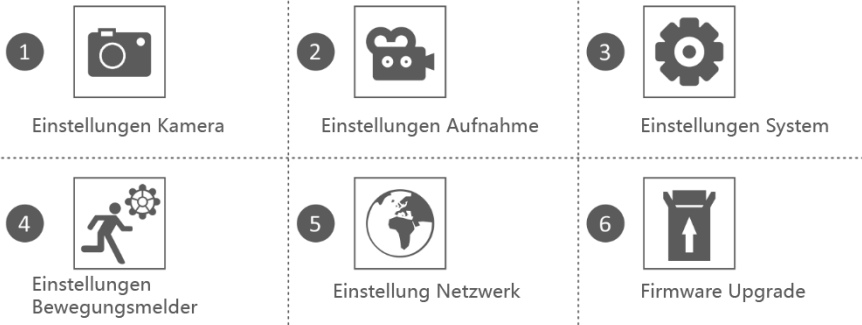 1
Einstellungen Kamera
2
Einstellungen Aufnahme
3
Einstellungen System
4
Einstellungen
Bewegungsmelder
5
Einstellung Netzwerk
6
Firmware Upgrade